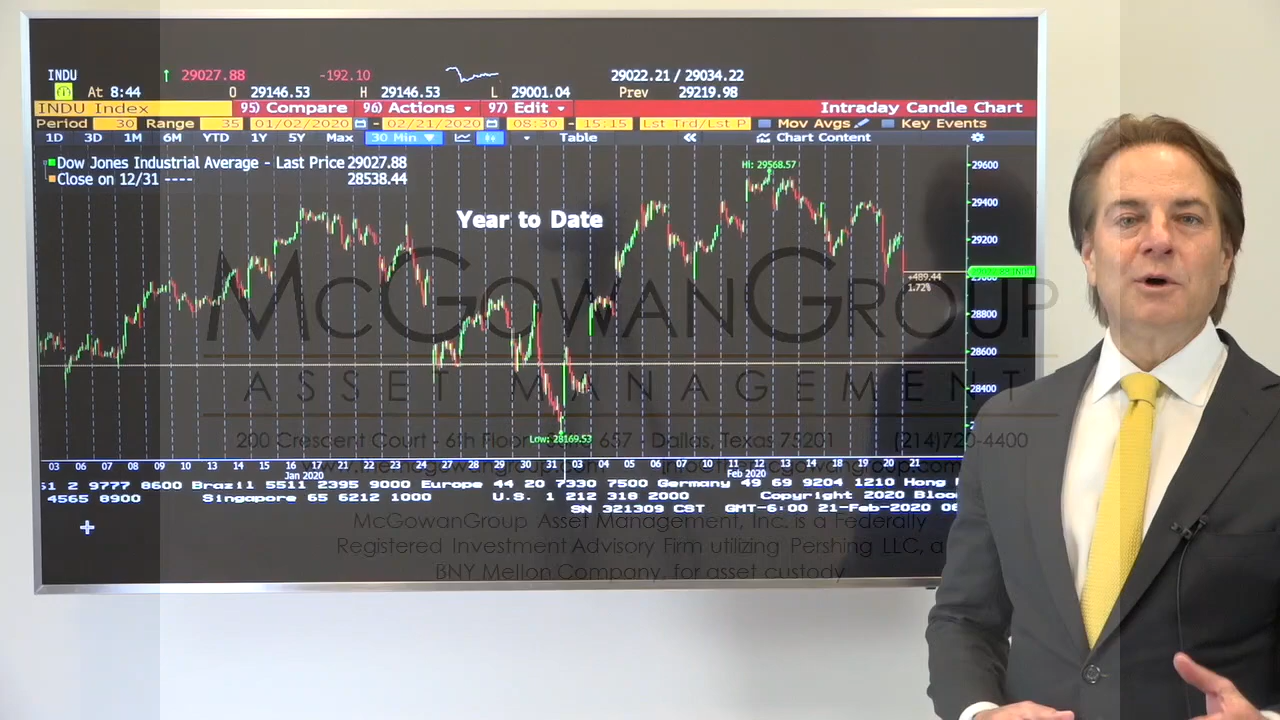 INDU ↑ 29027.88 -192.10 29022.21 / 29034.22
At 8:44 O 29146.53 H 29146.53 L 29001.04 Prev 29219.98
INDU Index 95) Compare 96) Actions 97) Edit Intraday Candle Chart
Period 30 Range 35 01/02/2020 - 02/21/2020 08:30 - 15:15 Lst Trd/Lst P Mov Avgs Key Events
1D 3D 1M 6M YTD 1Y 5Y Max 30 Min ▼ Table « Chart Content
Dow Jones Industrial Average - Last Price 29027.88
Close on 12/31 ---- 28538.44
Hi: 29568.57
29600
29400
Year to Date
29200
+489.44
1.72%
29000
28800
28600
28400
MCGOWANGROUP
ASSET MANAGEMENT
Low: 28169.53
200 Crescent Court - 6th Floor 657 - Dallas, Texas 75201 (214)720-4400
03 06 07 08 09 10 13 14 15 16 17 21 22 23 24 27 28 29 30 31 03 04 05 06 07 10 11 12 13 14 18 19 20 21
Jan 2020 Feb 2020
51 2 9777 8600 Brazil 5511 2395 9000 Europe 44 20 7330 7500 Germany 49 69 9204 1210 Hong
4565 8900 Singapore 65 6212 1000 U.S. 1 212 318 2000 Copyright 2020 Bloo
SN 321309 CST GMT-6:00 21-Feb-2020
McGowanGroup Asset Management, Inc. is a Federally
Registered Investment Advisory Firm utilizing Pershing LLC, a
BNY Mellon Company, for asset custody